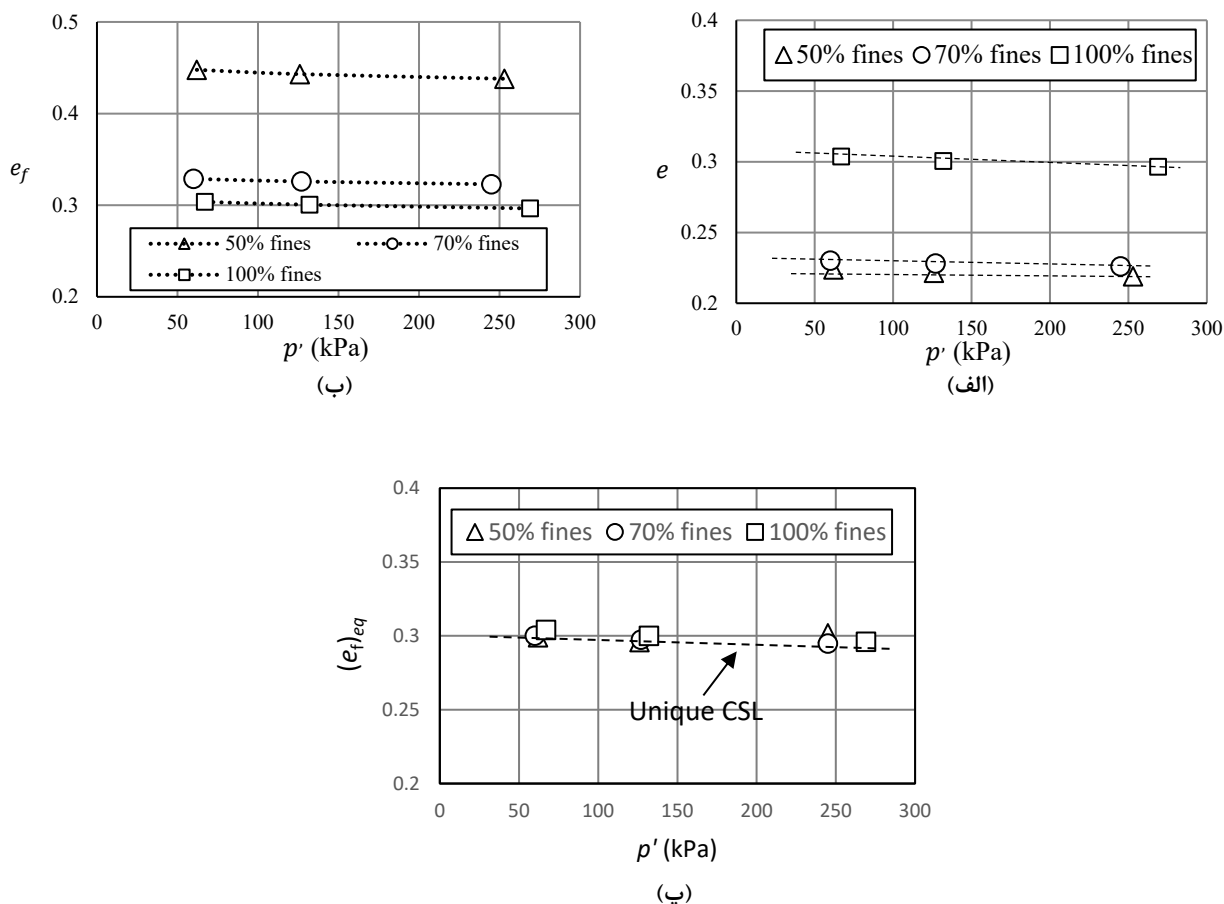 0.5
0.4
0.3
0.2
e_f
△ 50% fines ○ 70% fines
□ 100% fines
0 50 100 150 200 250 300
p' (kPa)
(ب)
△ 50% fines ○ 70% fines □ 100% fines
0.4
0.35
0.3
0.25
0.2
e
0 50 100 150 200 250 300
p' (kPa)
(الف)
△ 50% fines ○ 70% fines □ 100% fines
0.4
0.35
0.3
0.25
0.2
(e_f)_eq
Unique CSL
0 50 100 150 200 250 300
p' (kPa)
(پ)